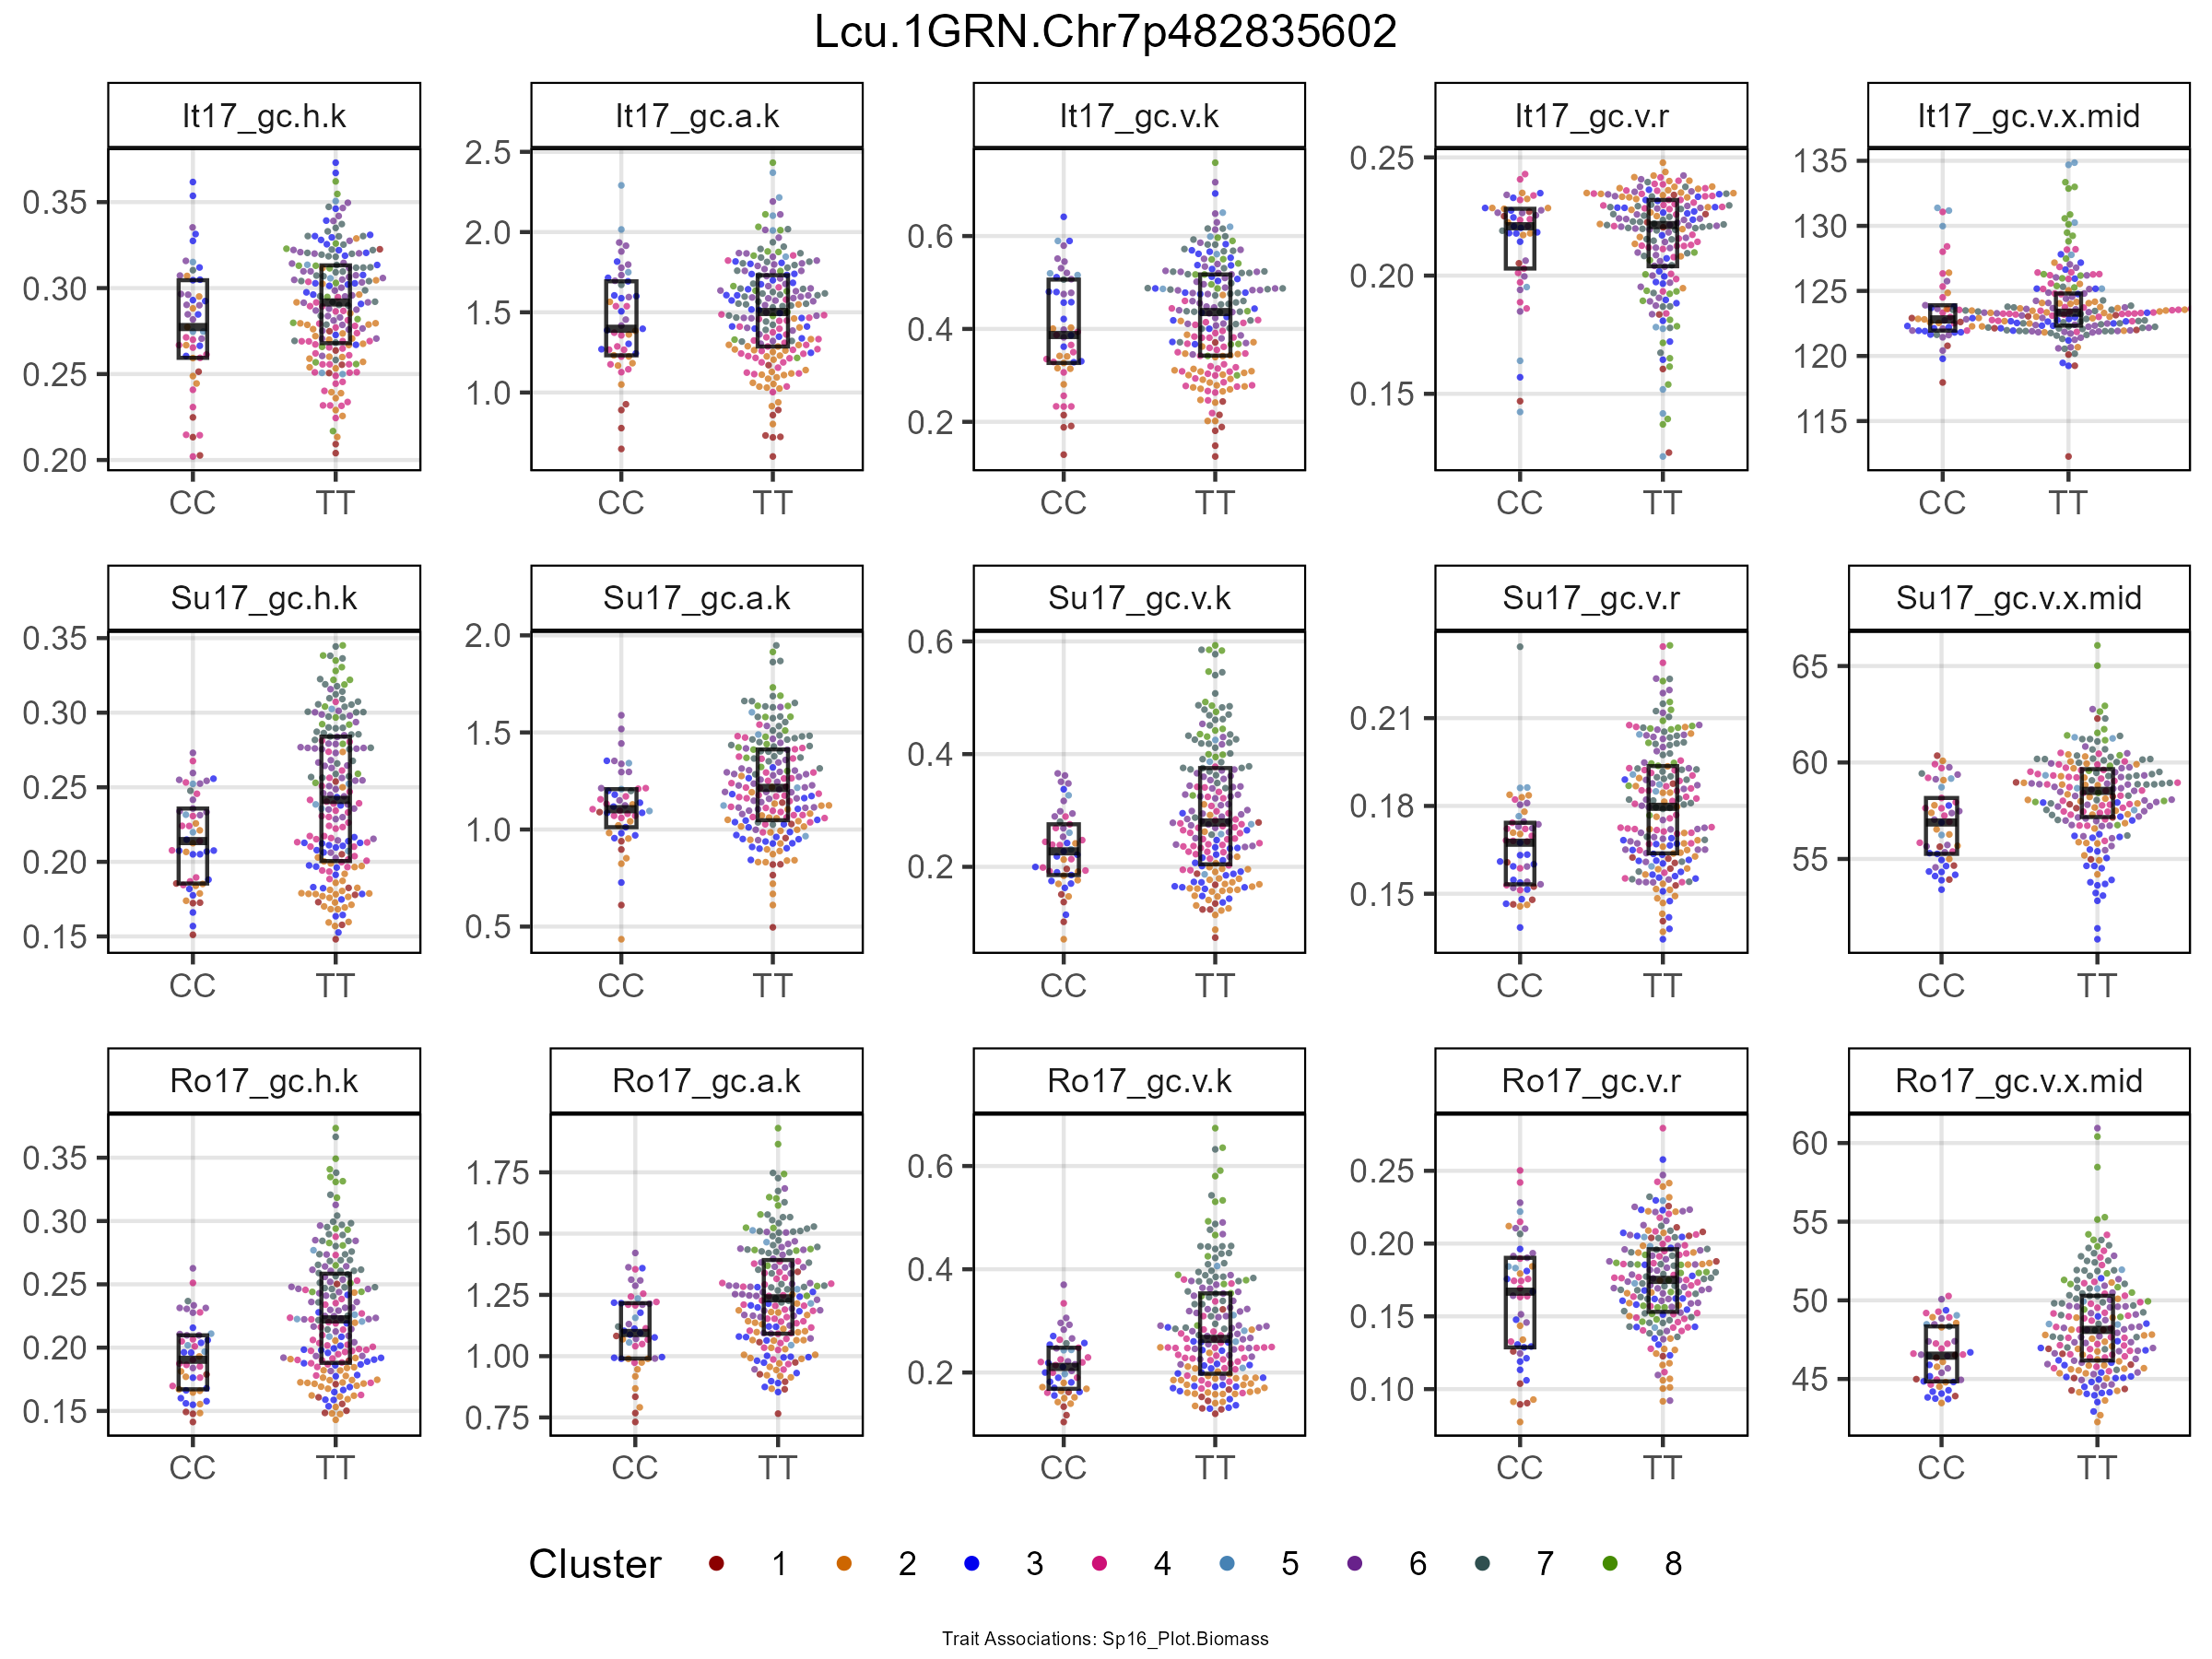 Lcu.1GRN.Chr7p482835602
It17_gc.h.k It17_gc.a.k It17_gc.v.k It17_gc.v.r It17_gc.v.x.mid
0.35 0.30 0.25 0.20 CC TT
2.5 2.0 1.5 1.0 CC TT
0.6 0.4 0.2 CC TT
0.25 0.20 0.15 CC TT
135 130 125 120 115 CC TT
Su17_gc.h.k Su17_gc.a.k Su17_gc.v.k Su17_gc.v.r Su17_gc.v.x.mid
0.35 0.30 0.25 0.20 0.15 CC TT
2.0 1.5 1.0 0.5 CC TT
0.6 0.4 0.2 CC TT
0.21 0.18 0.15 CC TT
65 60 55 CC TT
Ro17_gc.h.k Ro17_gc.a.k Ro17_gc.v.k Ro17_gc.v.r Ro17_gc.v.x.mid
0.35 0.30 0.25 0.20 0.15 CC TT
1.75 1.50 1.25 1.00 0.75 CC TT
0.6 0.4 0.2 CC TT
0.25 0.20 0.15 0.10 CC TT
60 55 50 45 CC TT
Cluster 1 2 3 4 5 6 7 8
Trait Associations: Sp16_Plot.Biomass